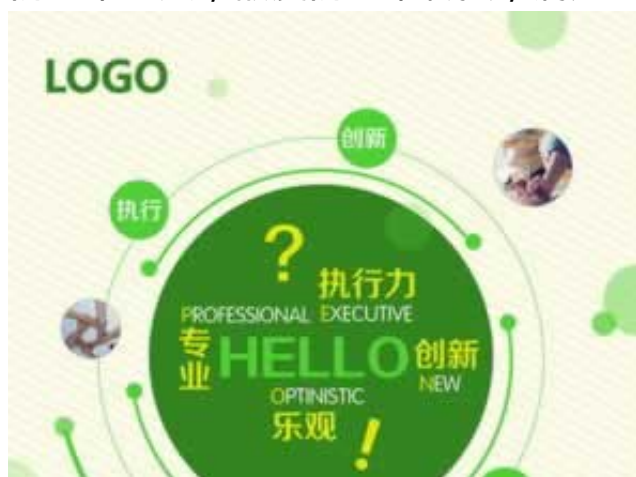 LOGO
创新
执行
?
执行力
PROFESSIONAL EXECUTIVE
专业
HELLO
创新
OPTINISTIC
NEW
乐观
!